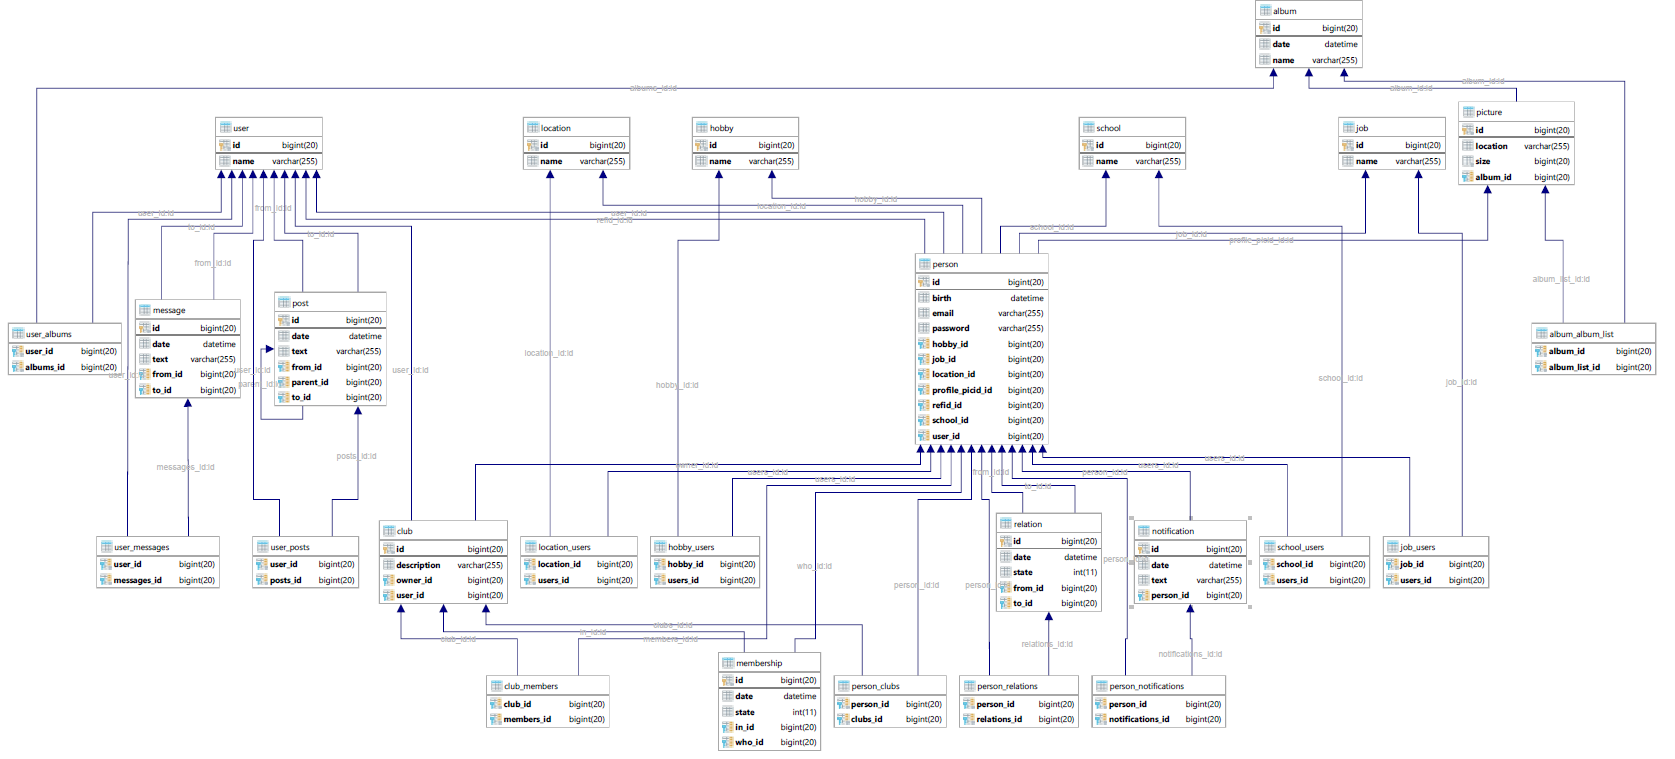 album
id bigint(20)
date datetime
name varchar(255)
albums_id:id
album_id:id
album_id:id
user
id bigint(20)
name varchar(255)
location
id bigint(20)
name varchar(255)
hobby
id bigint(20)
name varchar(255)
school
id bigint(20)
name varchar(255)
job
id bigint(20)
name varchar(255)
picture
id bigint(20)
location varchar(255)
size bigint(20)
album_id bigint(20)
user_id:id
to_id:id
from_id:id
from_id:id
to_id:id
user_id:id
refid_id:id
location_id:id
hobby_id:id
school_id:id
job_id:id
profile_picid_id:id
album_list_id:id
person
id bigint(20)
birth datetime
email varchar(255)
password varchar(255)
hobby_id bigint(20)
job_id bigint(20)
location_id bigint(20)
profile_picid_id bigint(20)
refid_id bigint(20)
school_id bigint(20)
user_id bigint(20)
user_albums
user_id bigint(20)
albums_id bigint(20)
message
id bigint(20)
date datetime
text varchar(255)
from_id bigint(20)
to_id bigint(20)
post
id bigint(20)
date datetime
text varchar(255)
from_id bigint(20)
parent_id bigint(20)
to_id bigint(20)
album_album_list
album_id bigint(20)
album_list_id bigint(20)
user_id:id
location_id:id
hobby_id:id
school_id:id
job_id:id
messages_id:id
posts_id:id
owner_id:id
users_id:id
users_id:id
from_id:id
to_id:id
person_id:id
users_id:id
users_id:id
user_messages
user_id bigint(20)
messages_id bigint(20)
user_posts
user_id bigint(20)
posts_id bigint(20)
club
id bigint(20)
description varchar(255)
owner_id bigint(20)
user_id bigint(20)
location_users
location_id bigint(20)
users_id bigint(20)
hobby_users
hobby_id bigint(20)
users_id bigint(20)
relation
id bigint(20)
date datetime
state int(11)
from_id bigint(20)
to_id bigint(20)
notification
id bigint(20)
date datetime
text varchar(255)
person_id bigint(20)
school_users
school_id bigint(20)
users_id bigint(20)
job_users
job_id bigint(20)
users_id bigint(20)
who_id:id
person_id:id
club_id:id
in_id:id
members_id:id
clubs_id:id
relations_id:id
notifications_id:id
club_members
club_id bigint(20)
members_id bigint(20)
membership
id bigint(20)
date datetime
state int(11)
in_id bigint(20)
who_id bigint(20)
person_clubs
person_id bigint(20)
clubs_id bigint(20)
person_relations
person_id bigint(20)
relations_id bigint(20)
person_notifications
person_id bigint(20)
notifications_id bigint(20)